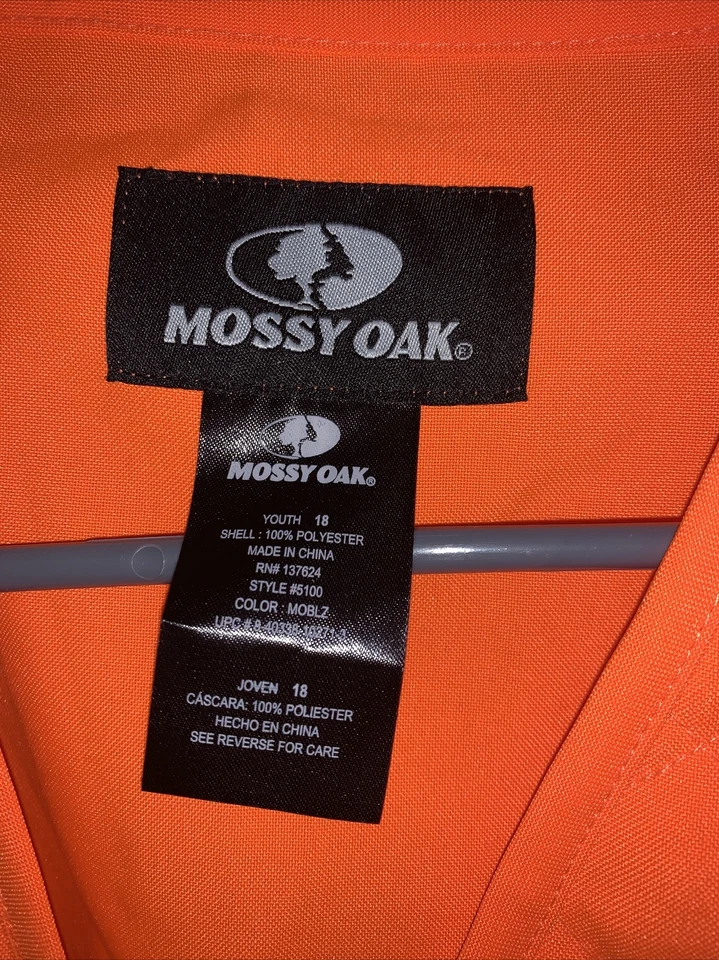 MOSSY OAK®
MOSSY OAK®
YOUTH 18
SHELL : 100% POLYESTER
MADE IN CHINA
RN# 137624
STYLE #5100
COLOR : MOBLZ
UPC #
JOVEN 18
CÁSCARA: 100% POLIESTER
HECHO EN CHINA
SEE REVERSE FOR CARE